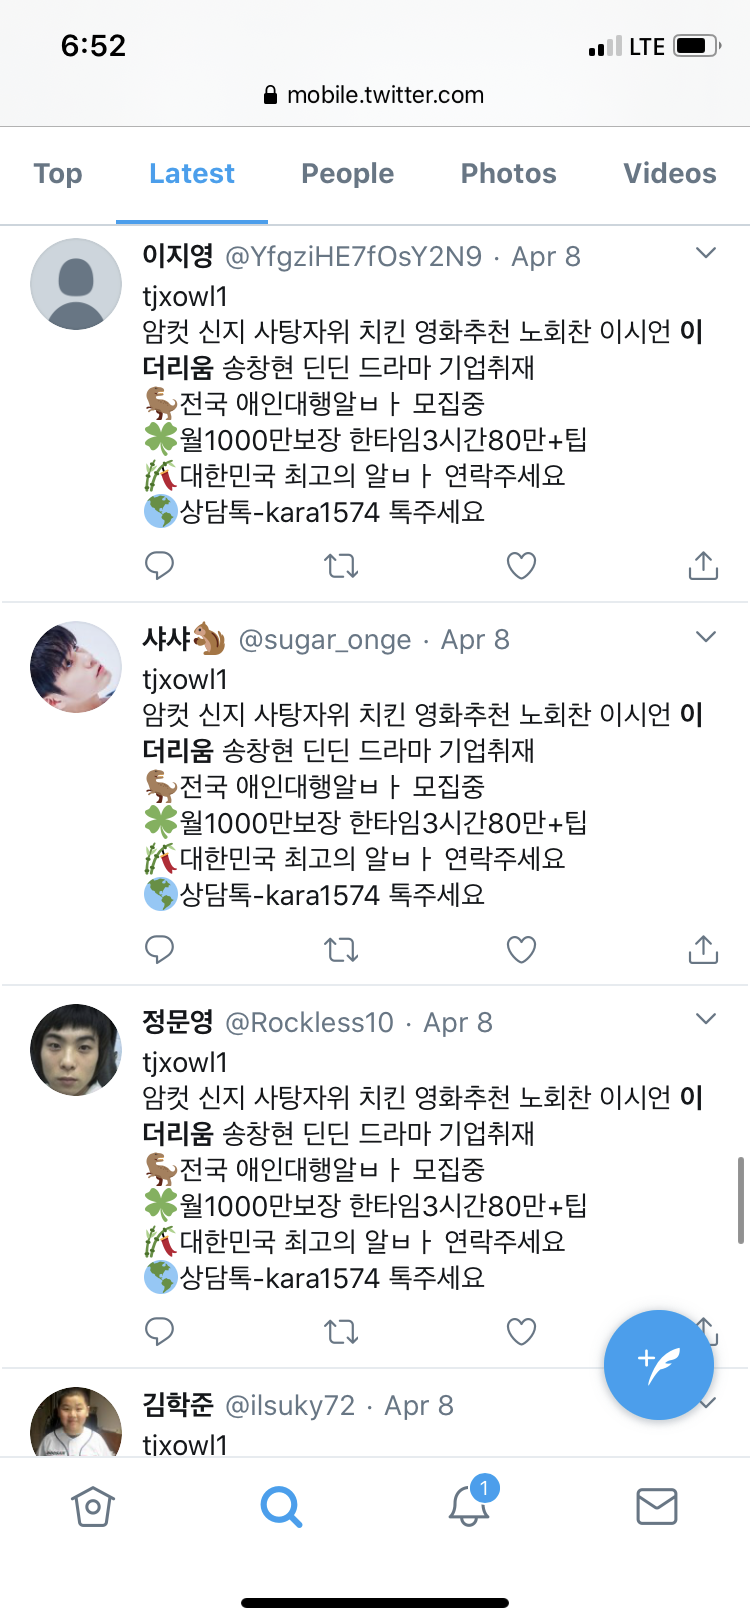 6:52
LTE
mobile.twitter.com
Top Latest People Photos Videos
이지영 @YfgziHE7fOsY2N9 · Apr 8
tjxowl1
암컷 신지 사탕자위 치킨 영화추천 노회찬 이시언 이
더리움 송창현 딘딘 드라마 기업취재
전국 애인대행알ㅂㅏ 모집중
월1000만보장 한타임3시간80만+팁
대한민국 최고의 알ㅂㅏ 연락주세요
상담톡-kara1574 톡주세요
샤샤 @sugar_onge · Apr 8
tjxowl1
암컷 신지 사탕자위 치킨 영화추천 노회찬 이시언 이
더리움 송창현 딘딘 드라마 기업취재
전국 애인대행알ㅂㅏ 모집중
월1000만보장 한타임3시간80만+팁
대한민국 최고의 알ㅂㅏ 연락주세요
상담톡-kara1574 톡주세요
정문영 @Rockless10 · Apr 8
tjxowl1
암컷 신지 사탕자위 치킨 영화추천 노회찬 이시언 이
더리움 송창현 딘딘 드라마 기업취재
전국 애인대행알ㅂㅏ 모집중
월1000만보장 한타임3시간80만+팁
대한민국 최고의 알ㅂㅏ 연락주세요
상담톡-kara1574 톡주세요
김학준 @ilsuky72 · Apr 8
tjxowl1
1